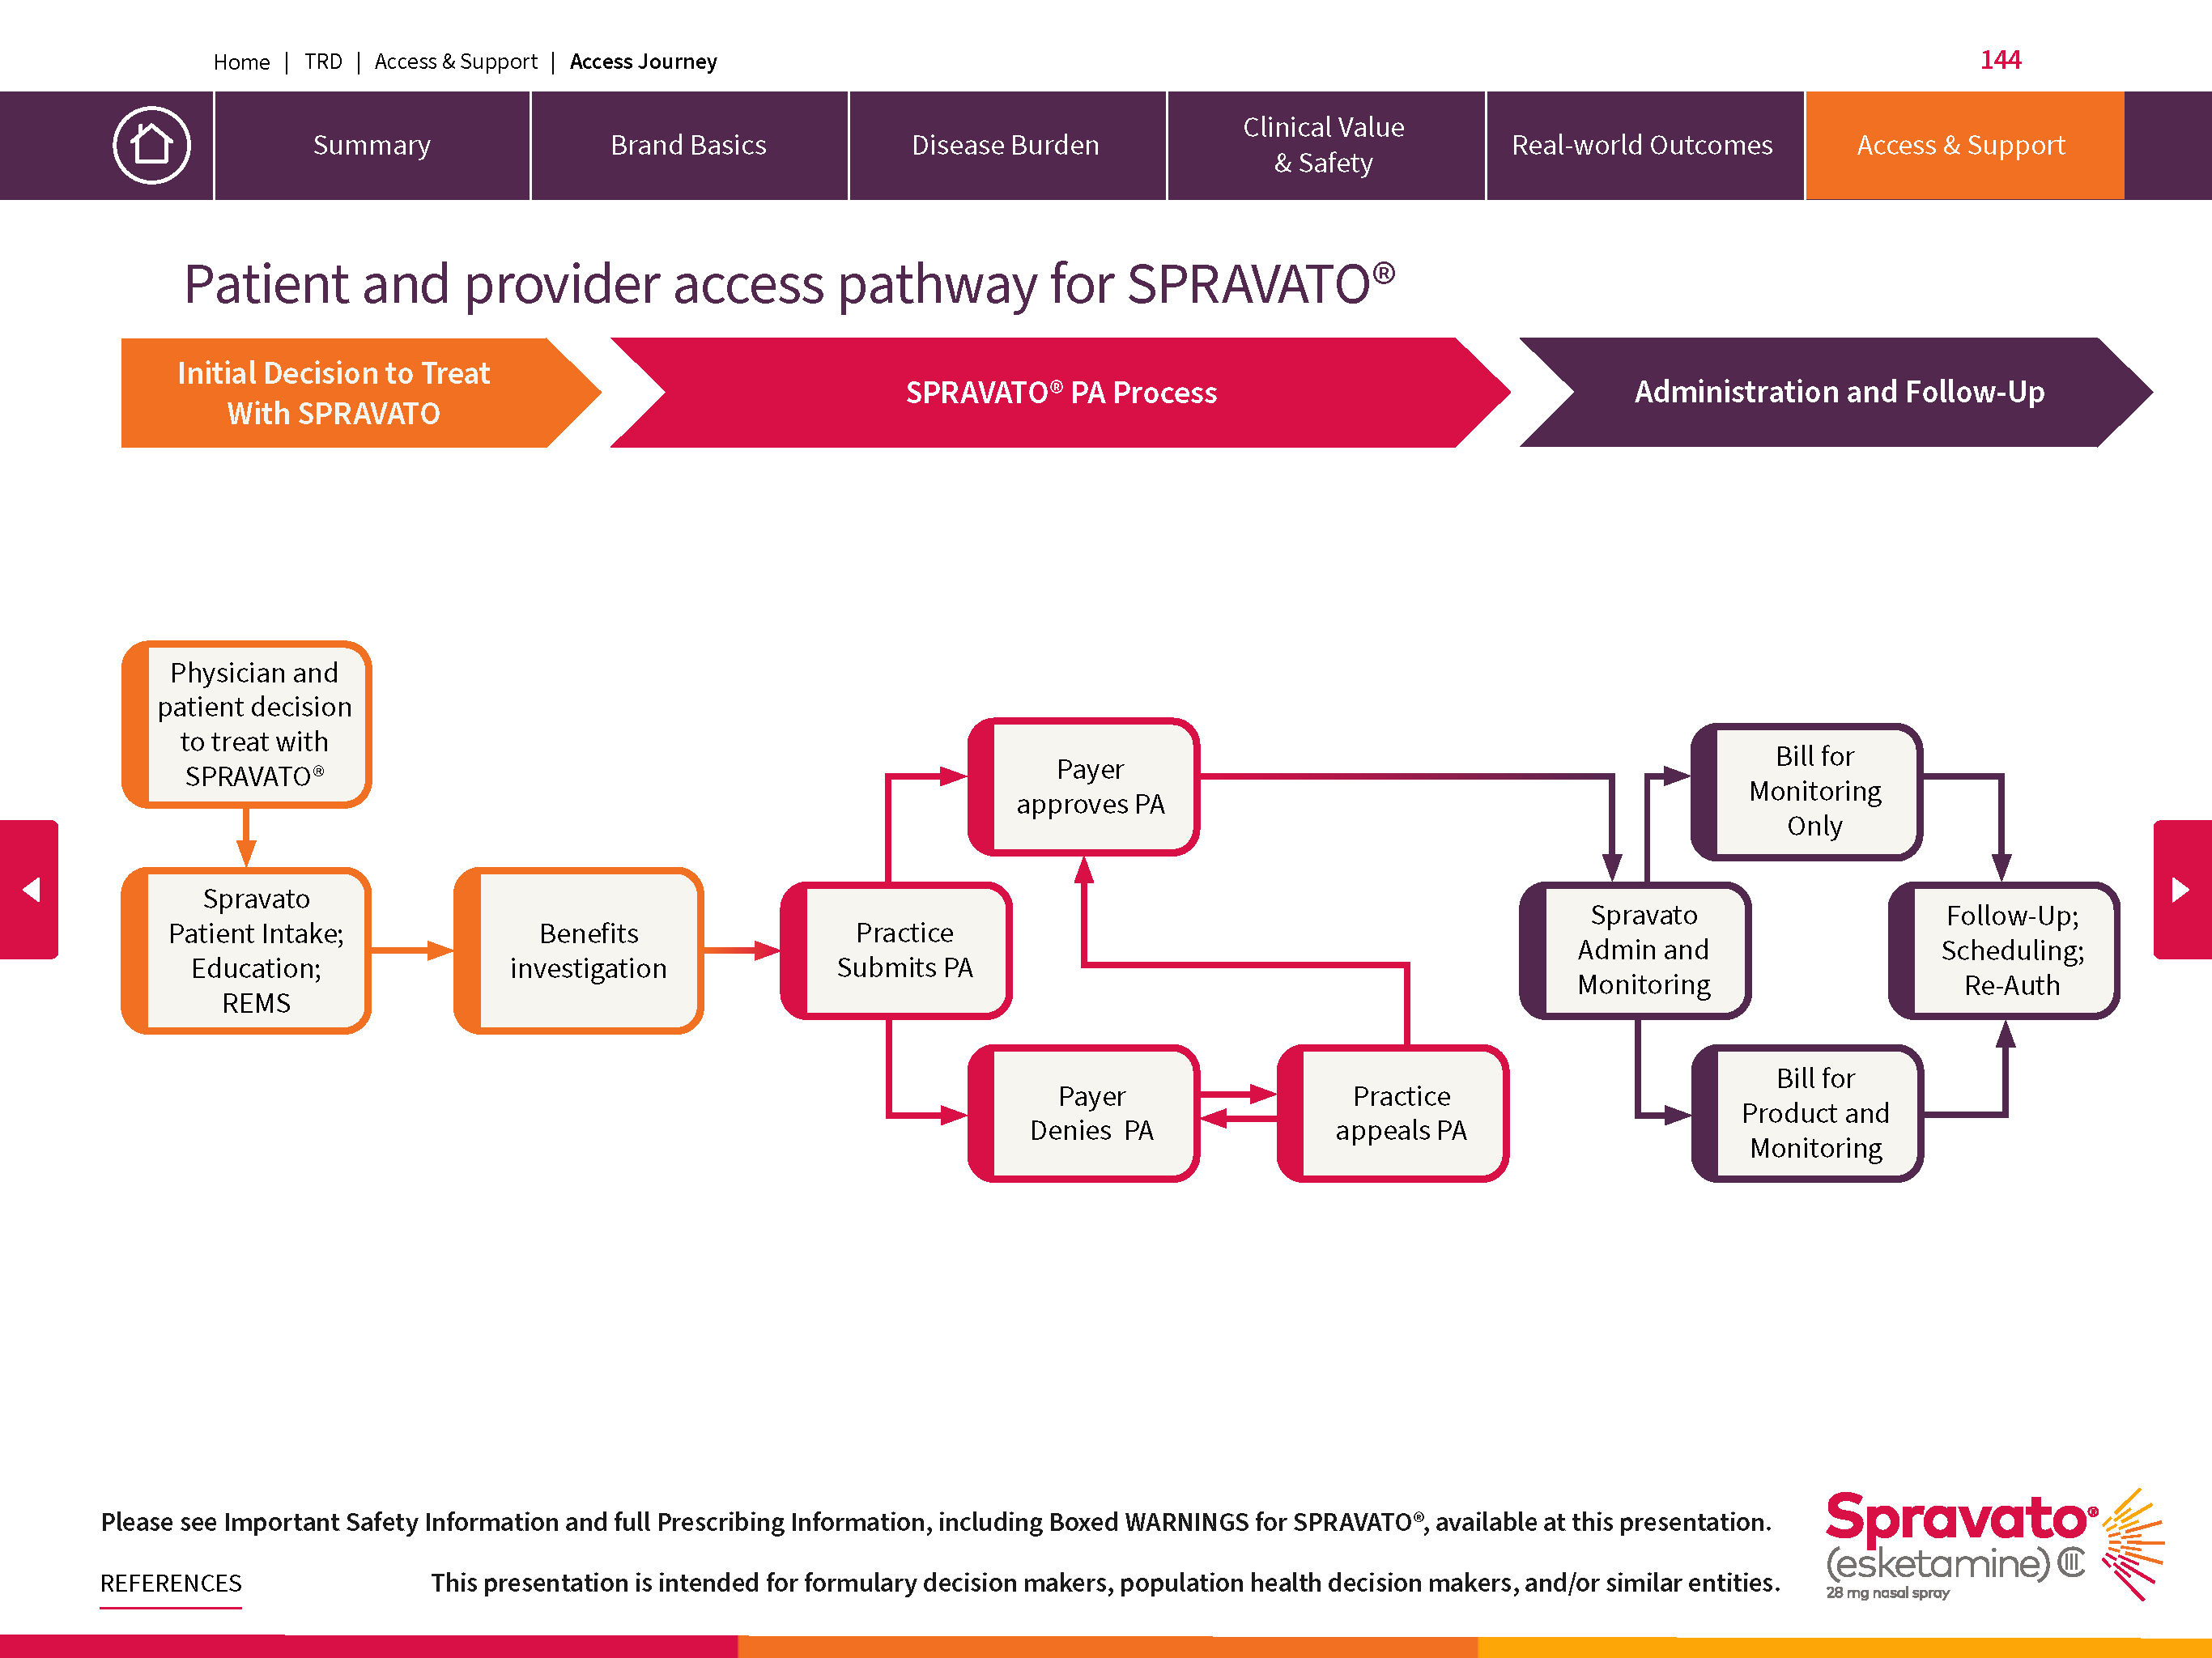 Home | TRD | Access & Support | Access Journey
144
Summary
Brand Basics
Disease Burden
Clinical Value
& Safety
Real-world Outcomes
Access & Support
Patient and provider access pathway for SPRAVATO®
Initial Decision to Treat
With SPRAVATO
SPRAVATO® PA Process
Administration and Follow-Up
Physician and
patient decision
to treat with
SPRAVATO®
Spravato
Patient Intake;
Education;
REMS
Benefits
investigation
Practice
Submits PA
Payer
approves PA
Payer
Denies PA
Practice
appeals PA
Spravato
Admin and
Monitoring
Bill for
Monitoring
Only
Bill for
Product and
Monitoring
Follow-Up;
Scheduling;
Re-Auth
Please see Important Safety Information and full Prescribing Information, including Boxed WARNINGS for SPRAVATO®, available at this presentation.
REFERENCES
This presentation is intended for formulary decision makers, population health decision makers, and/or similar entities.
Spravato®
(esketamine) CIII
28 mg nasal spray